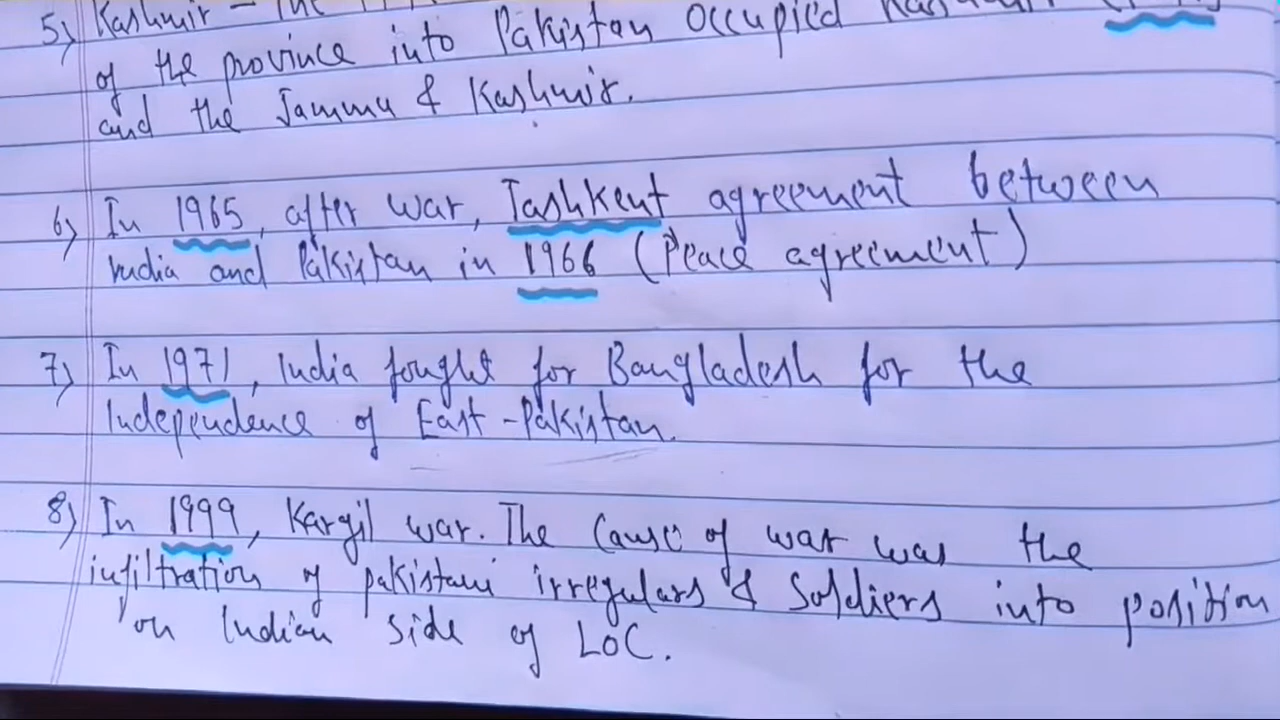 5) Kashmir - The
of the province into Pakistan Occupied Kashmir
and the Jammu & Kashmir.
6) In 1965, after war, Tashkent agreement between
India and Pakistan in 1966 (Peace agreement)
7) In 1971, India fought for Bangladesh for the
Independence of East-Pakistan.
8) In 1999, Kargil war. The Cause of war was the
infiltration of pakistani irregulars & Soldiers into position
on Indian side of LOC.